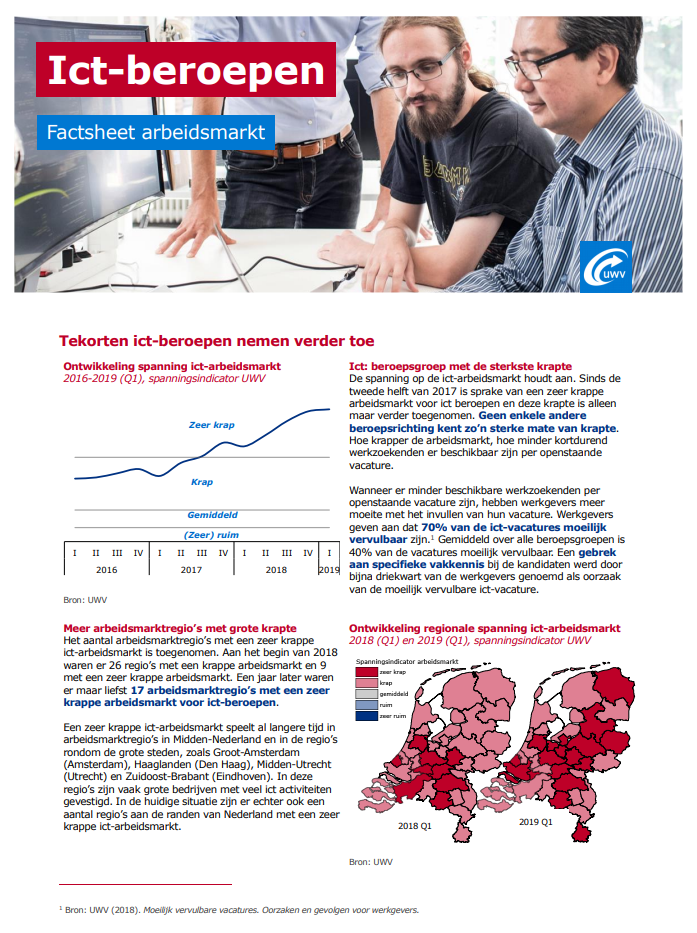 Ict-beroepen
Factsheet arbeidsmarkt
uwv
Tekorten ict-beroepen nemen verder toe
Ontwikkeling spanning ict-arbeidsmarkt
2016-2019 (Q1), spanningsindicator UWV
Zeer krap
Krap
Gemiddeld
(Zeer) ruim
I II III IV I II III IV I II III IV I
2016 2017 2018 2019
Bron: UWV
Ict: beroepsgroep met de sterkste krapte
De spanning op de ict-arbeidsmarkt houdt aan. Sinds de
tweede helft van 2017 is sprake van een zeer krappe
arbeidsmarkt voor ict beroepen en deze krapte is alleen
maar verder toegenomen. Geen enkele andere
beroepsrichting kent zo’n sterke mate van krapte.
Hoe krapper de arbeidsmarkt, hoe minder kortdurend
werkzoekenden er beschikbaar zijn per openstaande
vacature.
Wanneer er minder beschikbare werkzoekenden per
openstaande vacature zijn, hebben werkgevers meer
moeite met het invullen van hun vacature. Werkgevers
geven aan dat 70% van de ict-vacatures moeilijk
vervulbaar zijn.¹ Gemiddeld over alle beroepsgroepen is
40% van de vacatures moeilijk vervulbaar. Een gebrek
aan specifieke vakkennis bij de kandidaten werd door
bijna driekwart van de werkgevers genoemd als oorzaak
van de moeilijk vervulbare ict-vacature.
Meer arbeidsmarktregio’s met grote krapte
Het aantal arbeidsmarktregio’s met een zeer krappe
ict-arbeidsmarkt is toegenomen. Aan het begin van 2018
waren er 26 regio’s met een krappe arbeidsmarkt en 9
met een zeer krappe arbeidsmarkt. Een jaar later waren
er maar liefst 17 arbeidsmarktregio’s met een zeer
krappe arbeidsmarkt voor ict-beroepen.
Een zeer krappe ict-arbeidsmarkt speelt al langere tijd in
arbeidsmarktregio’s in Midden-Nederland en in de regio’s
rondom de grote steden, zoals Groot-Amsterdam
(Amsterdam), Haaglanden (Den Haag), Midden-Utrecht
(Utrecht) en Zuidoost-Brabant (Eindhoven). In deze
regio’s zijn vaak grote bedrijven met veel ict activiteiten
gevestigd. In de huidige situatie zijn er echter ook een
aantal regio’s aan de randen van Nederland met een zeer
krappe ict-arbeidsmarkt.
Ontwikkeling regionale spanning ict-arbeidsmarkt
2018 (Q1) en 2019 (Q1), spanningsindicator UWV
Spanningsindicator arbeidsmarkt
zeer krap
krap
gemiddeld
ruim
zeer ruim
2018 Q1
2019 Q1
Bron: UWV
¹ Bron: UWV (2018). Moeilijk vervulbare vacatures. Oorzaken en gevolgen voor werkgevers.